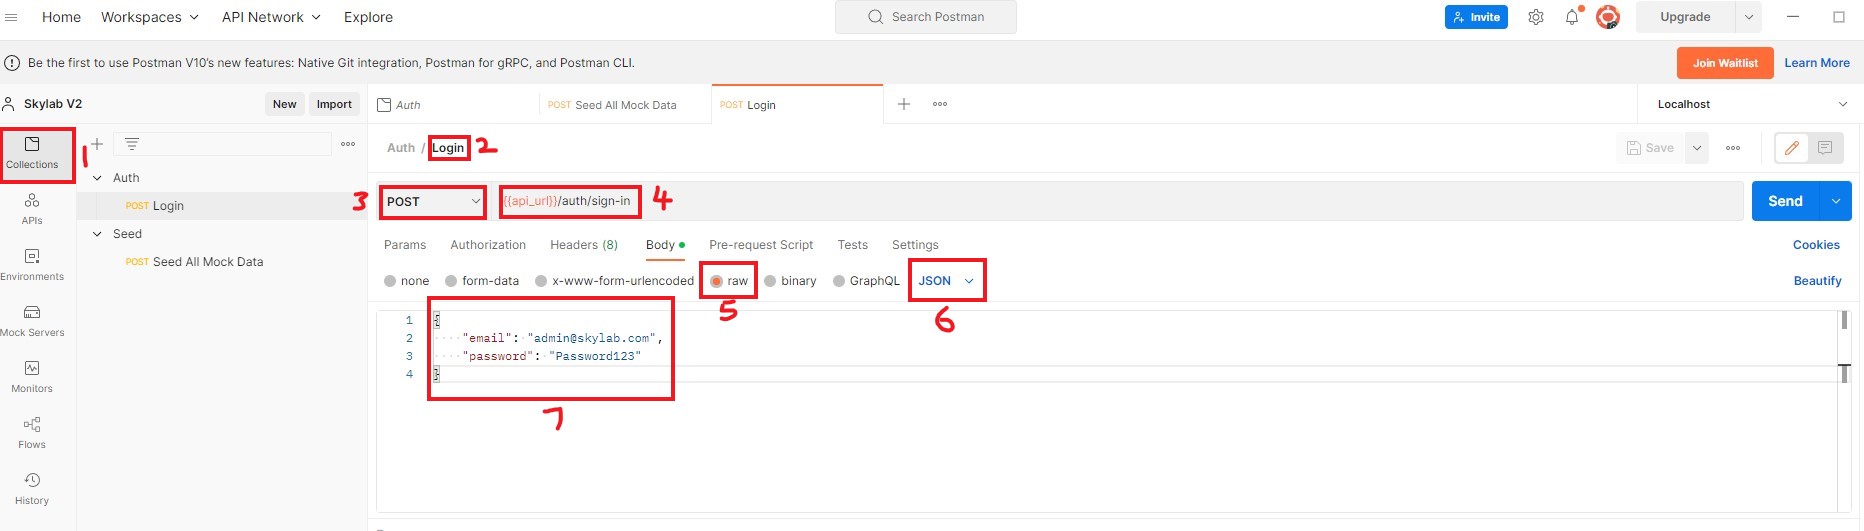 Home Workspaces API Network Explore Search Postman Invite Upgrade
Be the first to use Postman V10's new features: Native Git integration, Postman for gRPC, and Postman CLI. Join Waitlist Learn More
Skylab V2 New Import Auth POST Seed All Mock Data POST Login Localhost
Collections 1 Auth / Login 2 Save
Auth
POST Login 3 POST {{api_url}}/auth/sign-in 4 Send
APIs
Seed Params Authorization Headers (8) Body Pre-request Script Tests Settings Cookies
POST Seed All Mock Data
Environments none form-data x-www-form-urlencoded raw binary GraphQL JSON Beautify
5 6
1 {
Mock Servers 2 "email": "admin@skylab.com",
3 "password": "Password123"
4 }
Monitors
7
Flows
History